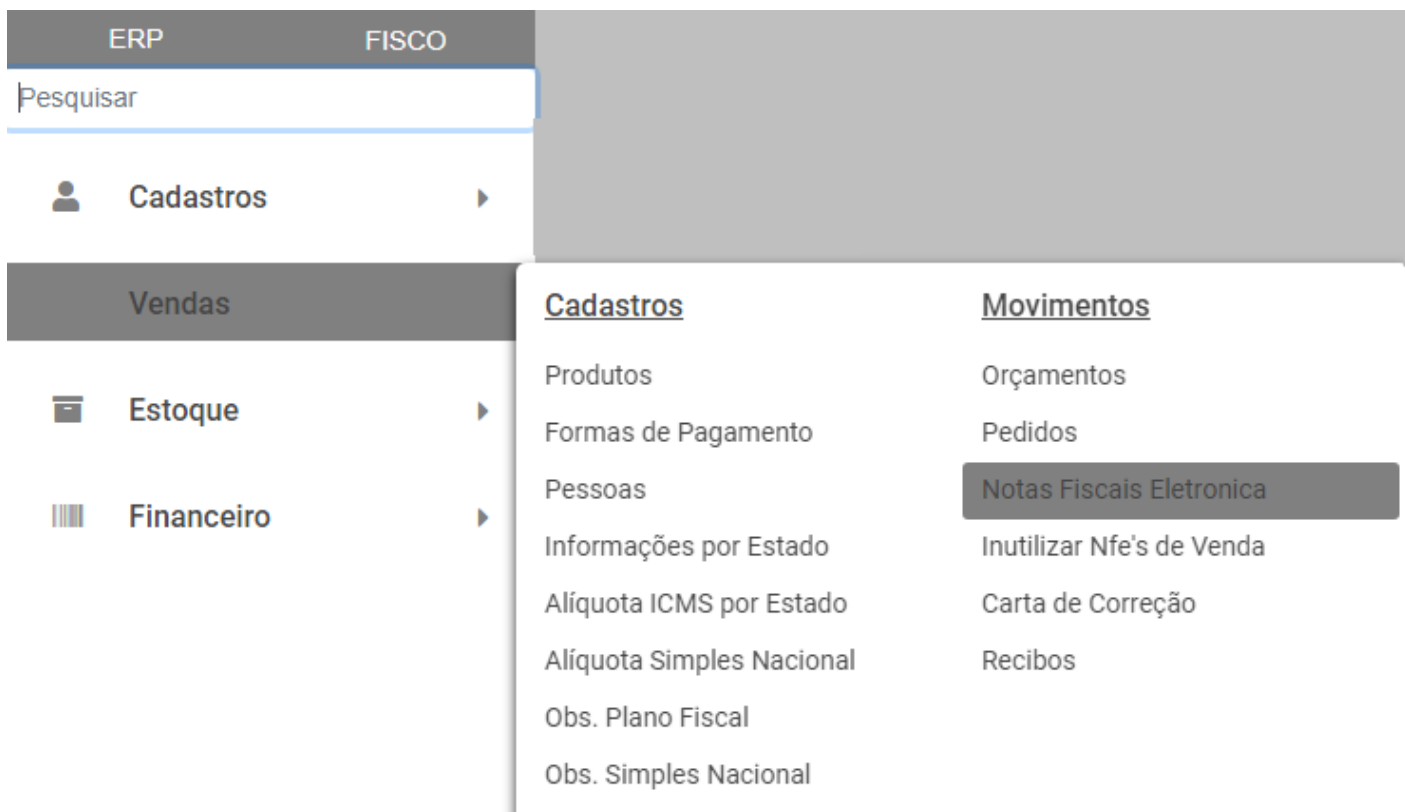 ERP FISCO
Pesquisar
Cadastros
Vendas
Estoque
Financeiro
Cadastros
Produtos
Formas de Pagamento
Pessoas
Informações por Estado
Alíquota ICMS por Estado
Alíquota Simples Nacional
Obs. Plano Fiscal
Obs. Simples Nacional
Movimentos
Orçamentos
Pedidos
Notas Fiscais Eletronica
Inutilizar Nfe's de Venda
Carta de Correção
Recibos